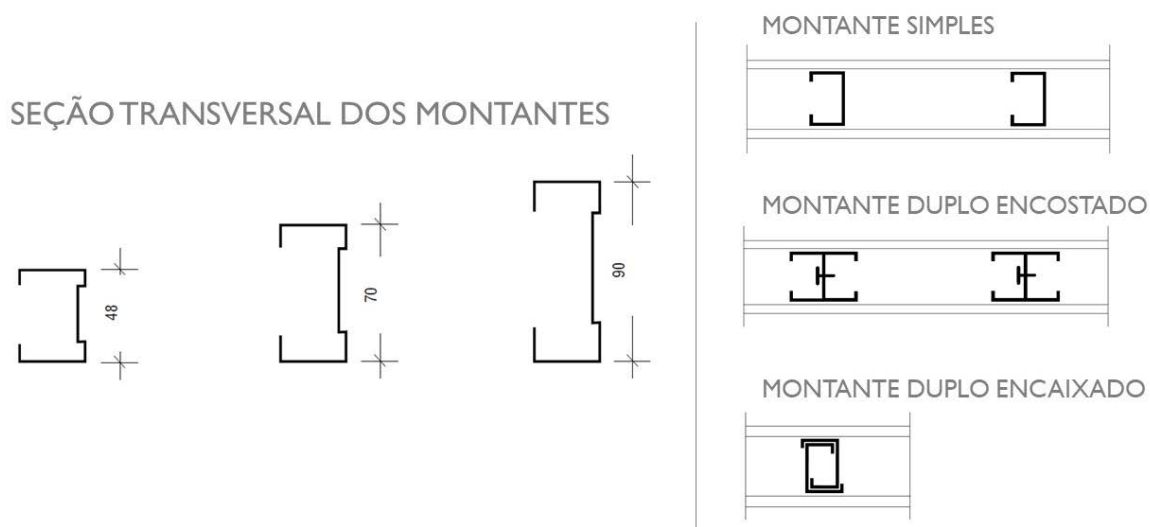 SEÇÃO TRANSVERSAL DOS MONTANTES
48
70
90
MONTANTE SIMPLES
MONTANTE DUPLO ENCOSTADO
MONTANTE DUPLO ENCAIXADO